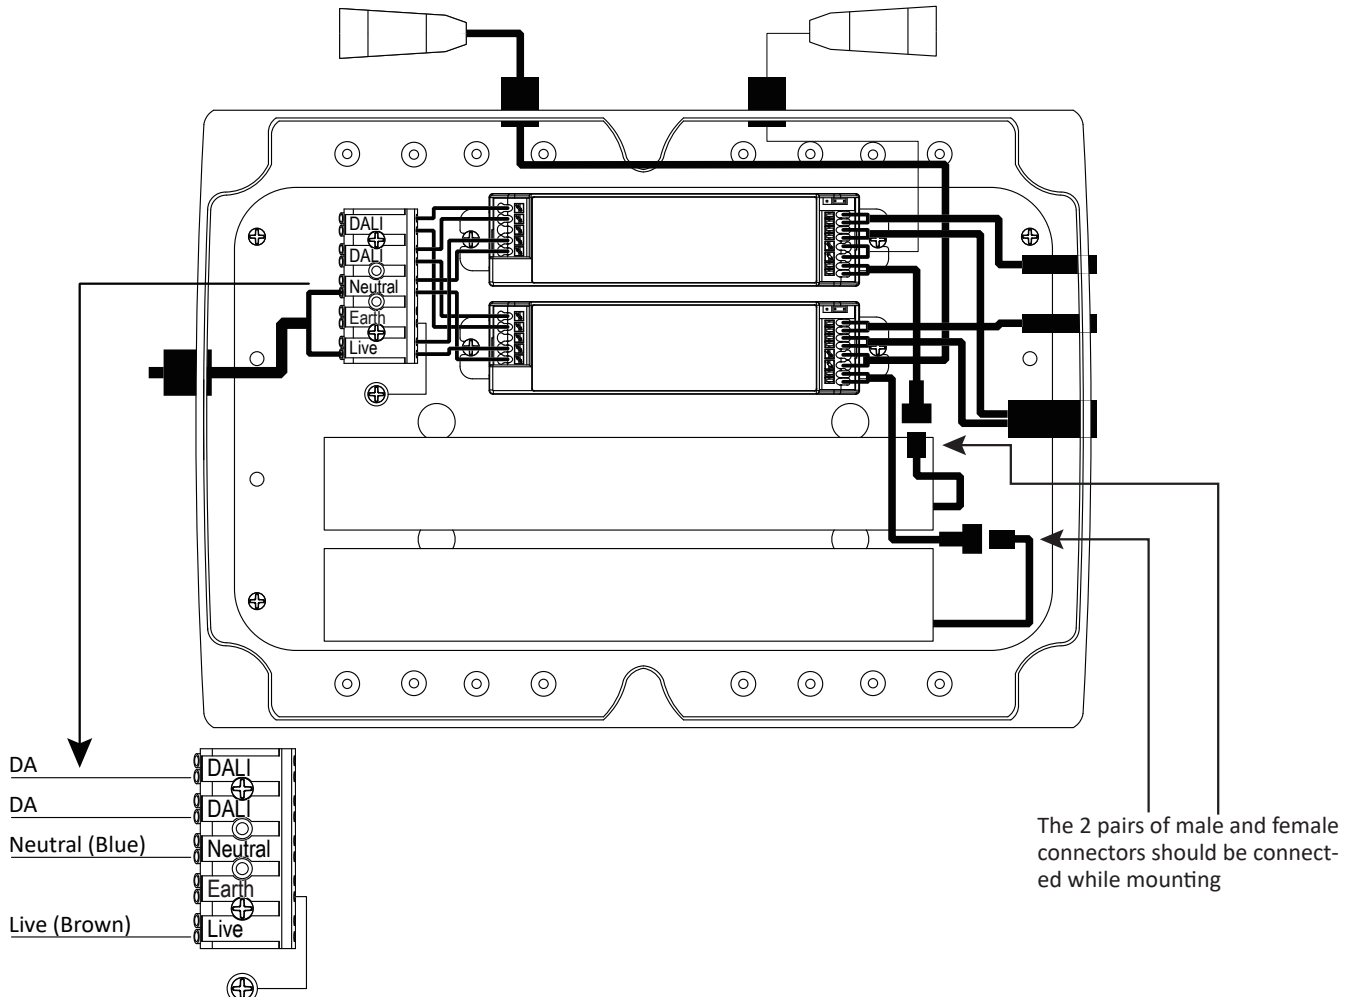 DALI
DALI
Neutral
Earth
Live
DA
DA
Neutral (Blue)
Live (Brown)
DALI
DALI
Neutral
Earth
Live
The 2 pairs of male and female
connectors should be connect-
ed while mounting